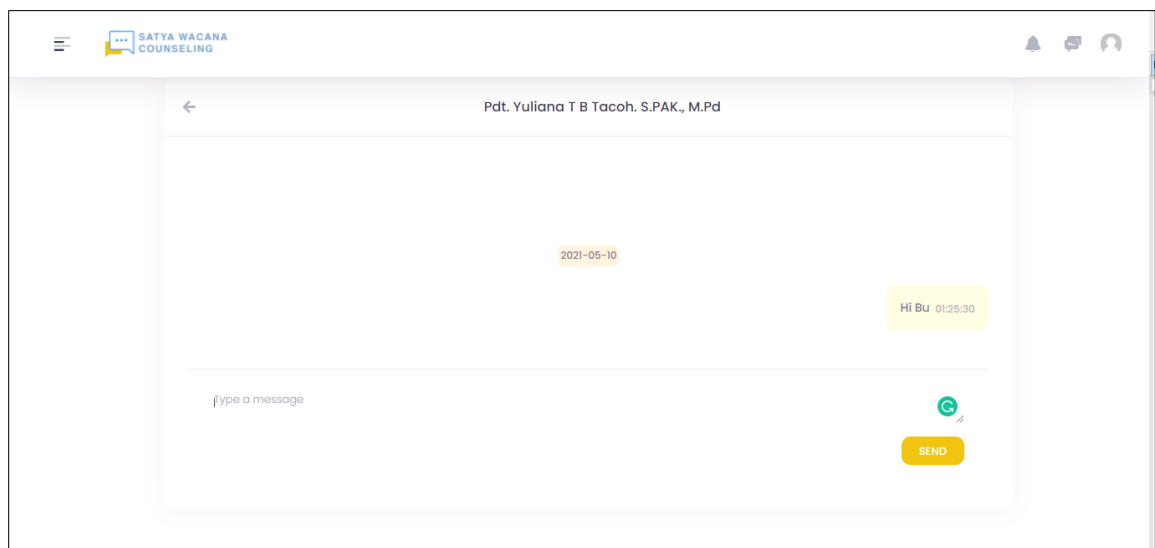 SATYA WACANA
COUNSELING
Pdt. Yuliana T B Tacoh. S.PAK., M.Pd
2021-05-10
Hi Bu 01:25:30
Type a message
SEND